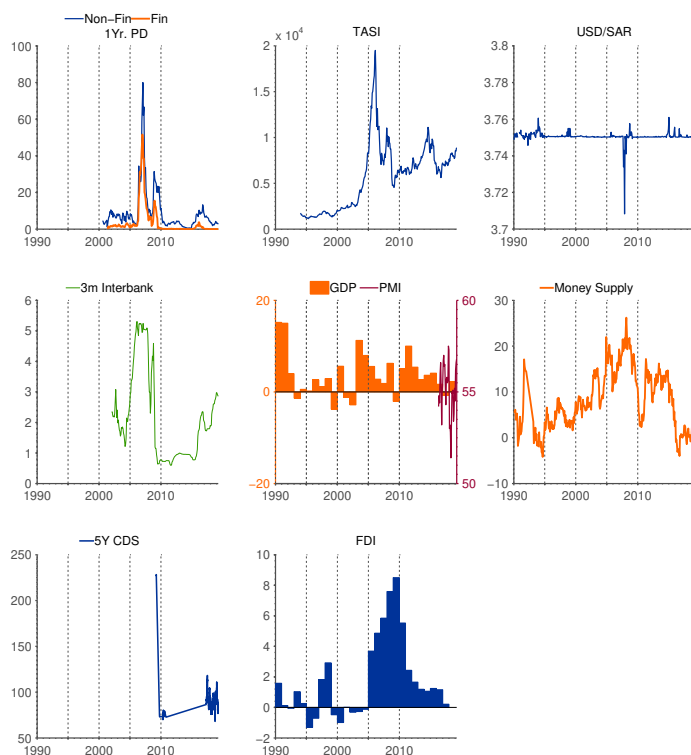 Non-Fin Fin
1Yr. PD
100
80
60
40
20
0
1990 2000 2010
TASI
2 × 10⁴
1.5
1
0.5
0
1990 2000 2010
USD/SAR
3.8
3.78
3.76
3.74
3.72
3.7
1990 2000 2010
3m Interbank
6
5
4
3
2
1
0
1990 2000 2010
GDP PMI
20 60
0 55
−20 50
1990 2000 2010
Money Supply
30
20
10
0
−10
1990 2000 2010
5Y CDS
250
200
150
100
50
1990 2000 2010
FDI
10
8
6
4
2
0
−2
1990 2000 2010